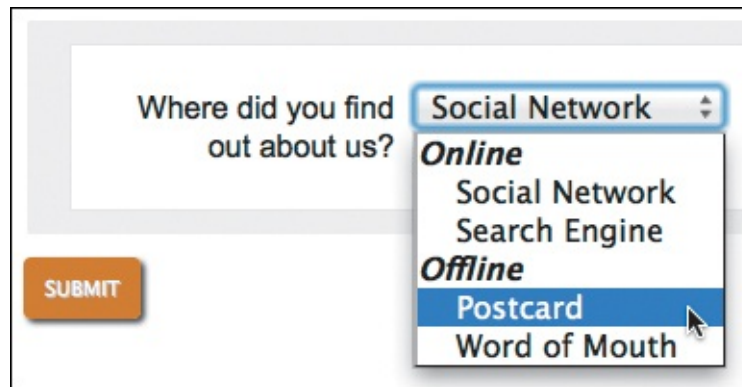 Where did you find
out about us?
Social Network
Online
Social Network
Search Engine
Offline
Postcard
Word of Mouth
SUBMIT